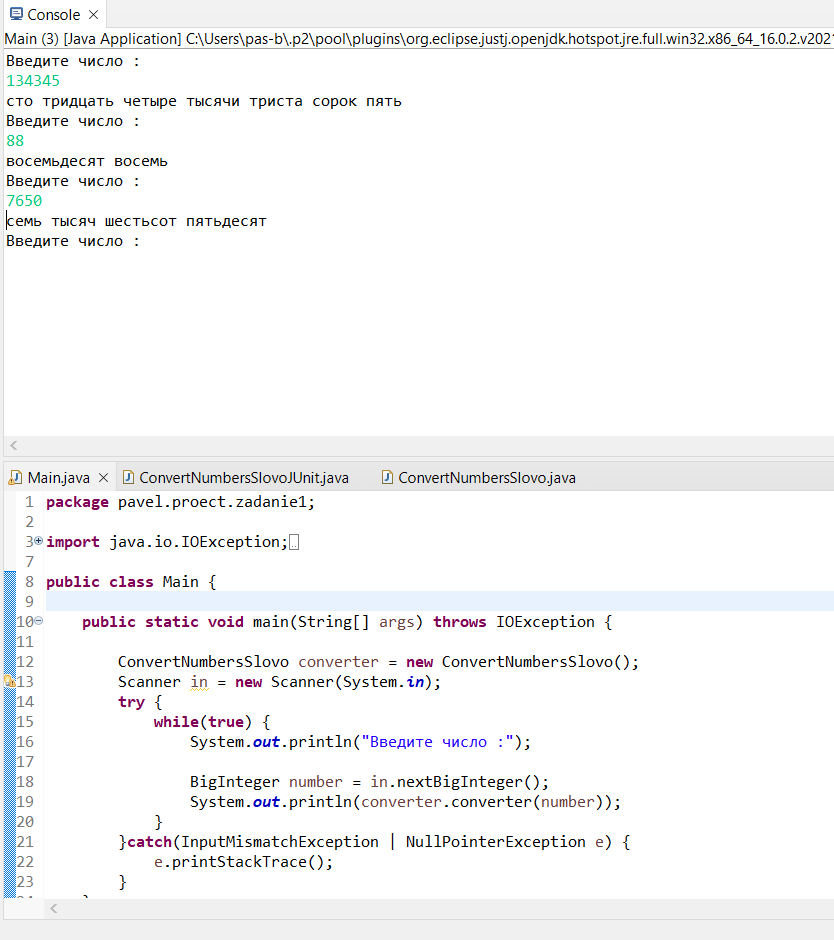 Console
Main (3) [Java Application] C:\Users\pas-b\.p2\pool\plugins\org.eclipse.justj.openjdk.hotspot.jre.full.win32.x86_64_16.0.2.v202
Введите число :
134345
сто тридцать четыре тысячи триста сорок пять
Введите число :
88
восемьдесят восемь
Введите число :
7650
семь тысяч шестьсот пятьдесят
Введите число :
Main.java ConvertNumbersSlovoJUnit.java ConvertNumbersSlovo.java
1 package pavel.proect.zadanie1;
2
3 import java.io.IOException;
7
8 public class Main {
9
10 public static void main(String[] args) throws IOException {
11
12 ConvertNumbersSlovo converter = new ConvertNumbersSlovo();
13 Scanner in = new Scanner(System.in);
14 try {
15 while(true) {
16 System.out.println("Введите число :");
17
18 BigInteger number = in.nextBigInteger();
19 System.out.println(converter.converter(number));
20 }
21 }catch(InputMismatchException | NullPointerException e) {
22 e.printStackTrace();
23 }